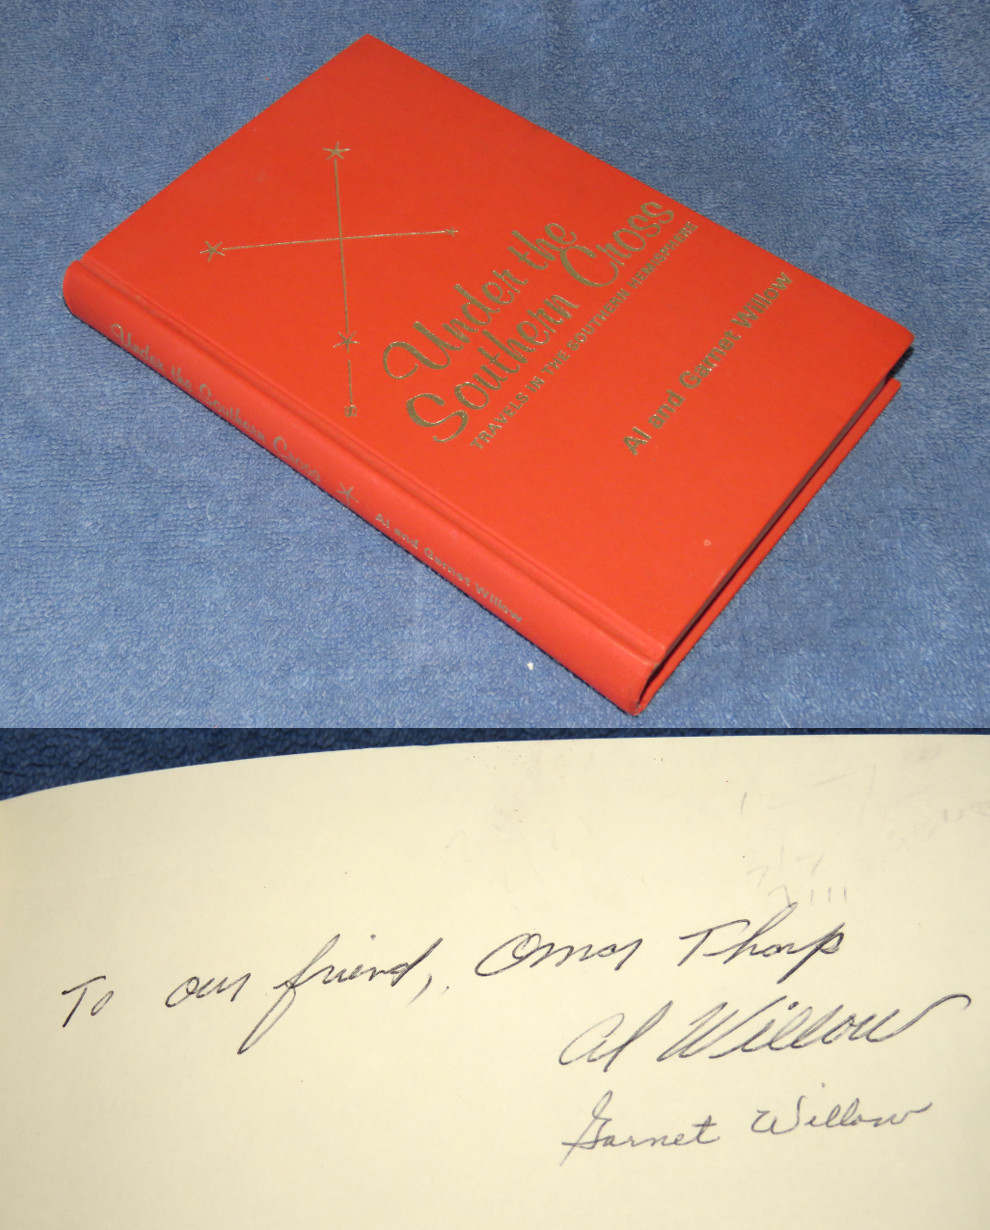 Under the
Southern Cross
TRAVELS IN THE SOUTHERN HEMISPHERE
Al and Garnet Willow
Under the Southern Cross Al and Garnet Willow
To our friend, Omar Tharp
Al Willow
Garnet Willow